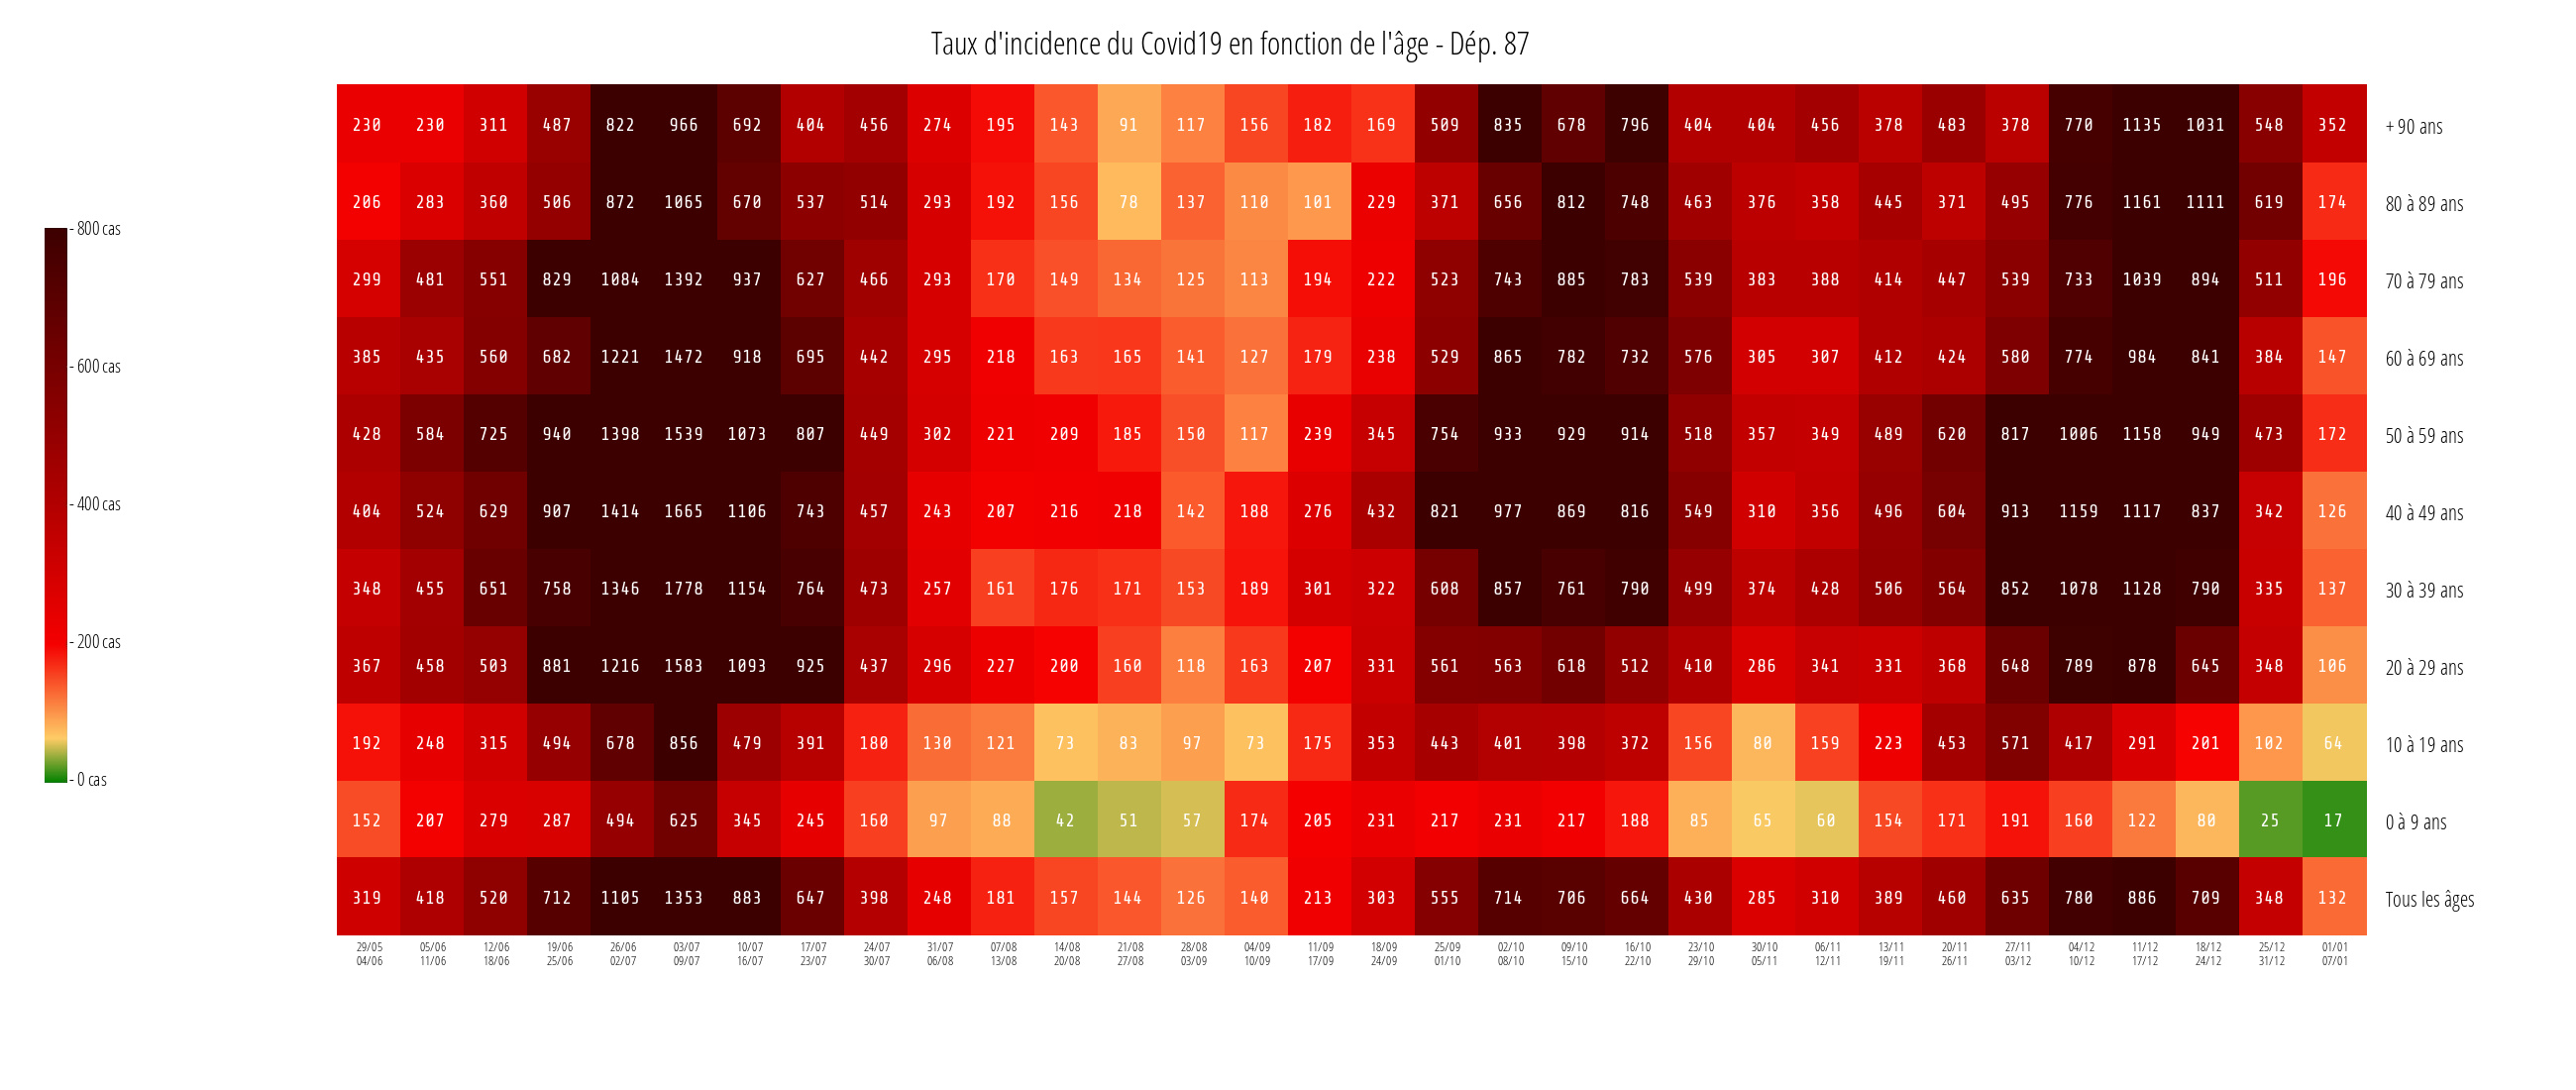 Taux d'incidence du Covid19 en fonction de l'âge - Dép. 87
- 800 cas
- 600 cas
- 400 cas
- 200 cas
- 0 cas
230 230 311 487 822 966 692 404 456 274 195 143 91 117 156 182 169 509 835 678 796 404 404 456 378 483 378 770 1135 1031 548 352 + 90 ans
206 283 360 506 872 1065 670 537 514 293 192 156 78 137 110 101 229 371 656 812 748 463 376 358 445 371 495 776 1161 1111 619 174 80 à 89 ans
299 481 551 829 1084 1392 937 627 466 293 170 149 134 125 113 194 222 523 743 885 783 539 383 388 414 447 539 733 1039 894 511 196 70 à 79 ans
385 435 560 682 1221 1472 918 695 442 295 218 163 165 141 127 179 238 529 865 782 732 576 305 307 412 424 580 774 984 841 384 147 60 à 69 ans
428 584 725 940 1398 1539 1073 807 449 302 221 209 185 150 117 239 345 754 933 929 914 518 357 349 489 620 817 1006 1158 949 473 172 50 à 59 ans
404 524 629 907 1414 1665 1106 743 457 243 207 216 218 142 188 276 432 821 977 869 816 549 310 356 496 604 913 1159 1117 837 342 126 40 à 49 ans
348 455 651 758 1346 1778 1154 764 473 257 161 176 171 153 189 301 322 608 857 761 790 499 374 428 506 564 852 1078 1128 790 335 137 30 à 39 ans
367 458 503 881 1216 1583 1093 925 437 296 227 200 160 118 163 207 331 561 563 618 512 410 286 341 331 368 648 789 878 645 348 106 20 à 29 ans
192 248 315 494 678 856 479 391 180 130 121 73 83 97 73 175 353 443 401 398 372 156 80 159 223 453 571 417 291 201 102 64 10 à 19 ans
152 207 279 287 494 625 345 245 160 97 88 42 51 57 174 205 231 217 231 217 188 85 65 60 154 171 191 160 122 80 25 17 0 à 9 ans
319 418 520 712 1105 1353 883 647 398 248 181 157 144 126 140 213 303 555 714 706 664 430 285 310 389 460 635 780 886 709 348 132 Tous les âges
29/05 05/06 12/06 19/06 26/06 03/07 10/07 17/07 24/07 31/07 07/08 14/08 21/08 28/08 04/09 11/09 18/09 25/09 02/10 09/10 16/10 23/10 30/10 06/11 13/11 20/11 27/11 04/12 11/12 18/12 25/12 01/01
04/06 11/06 18/06 25/06 02/07 09/07 16/07 23/07 30/07 06/08 13/08 20/08 27/08 03/09 10/09 17/09 24/09 01/10 08/10 15/10 22/10 29/10 05/11 12/11 19/11 26/11 03/12 10/12 17/12 24/12 31/12 07/01